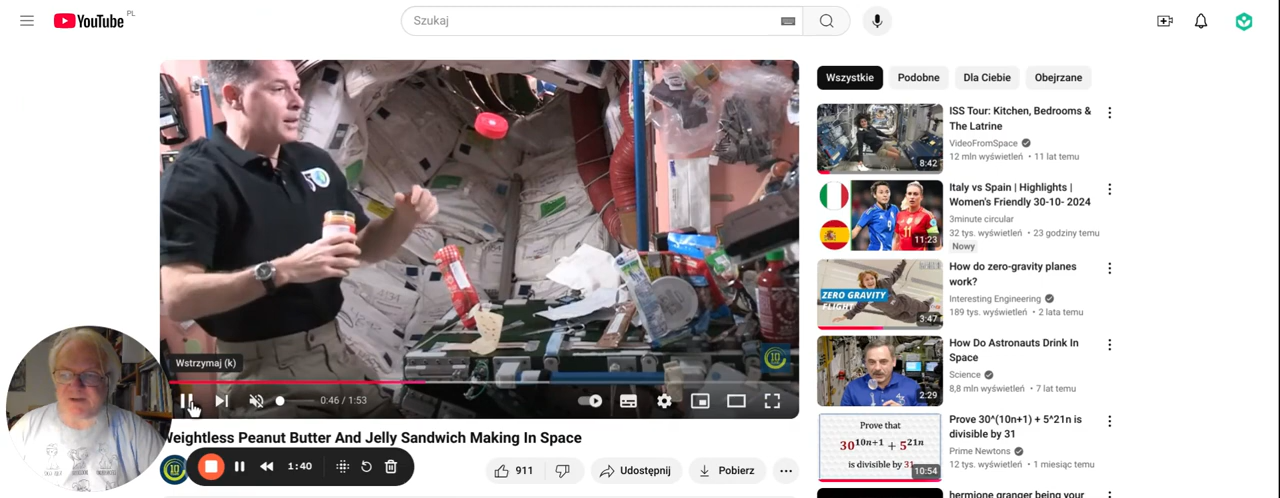 YouTube PL
Szukaj
Wstrzymaj (k)
0:46 / 1:53
Weightless Peanut Butter And Jelly Sandwich Making In Space
1:40
911
Udostępnij
Pobierz
Wszystkie
Podobne
Dla Ciebie
Obejrzane
8:42
ISS Tour: Kitchen, Bedrooms &
The Latrine
VideoFromSpace
12 mln wyświetleń • 11 lat temu
11:23
Italy vs Spain | Highlights |
Women's Friendly 30-10- 2024
3minute circular
32 tys. wyświetleń • 23 godziny temu
Nowy
ZERO GRAVITY
FLIGHT
3:47
How do zero-gravity planes
work?
Interesting Engineering
189 tys. wyświetleń • 2 lata temu
2:29
How Do Astronauts Drink In
Space
Science
8,8 mln wyświetleń • 7 lat temu
Prove that
30^(10n+1) + 5^21n
is divisible by 31
10:54
Prove 30^(10n+1) + 5^21n is
divisible by 31
Prime Newtons
12 tys. wyświetleń • 1 miesiąc temu
hermione granger being your